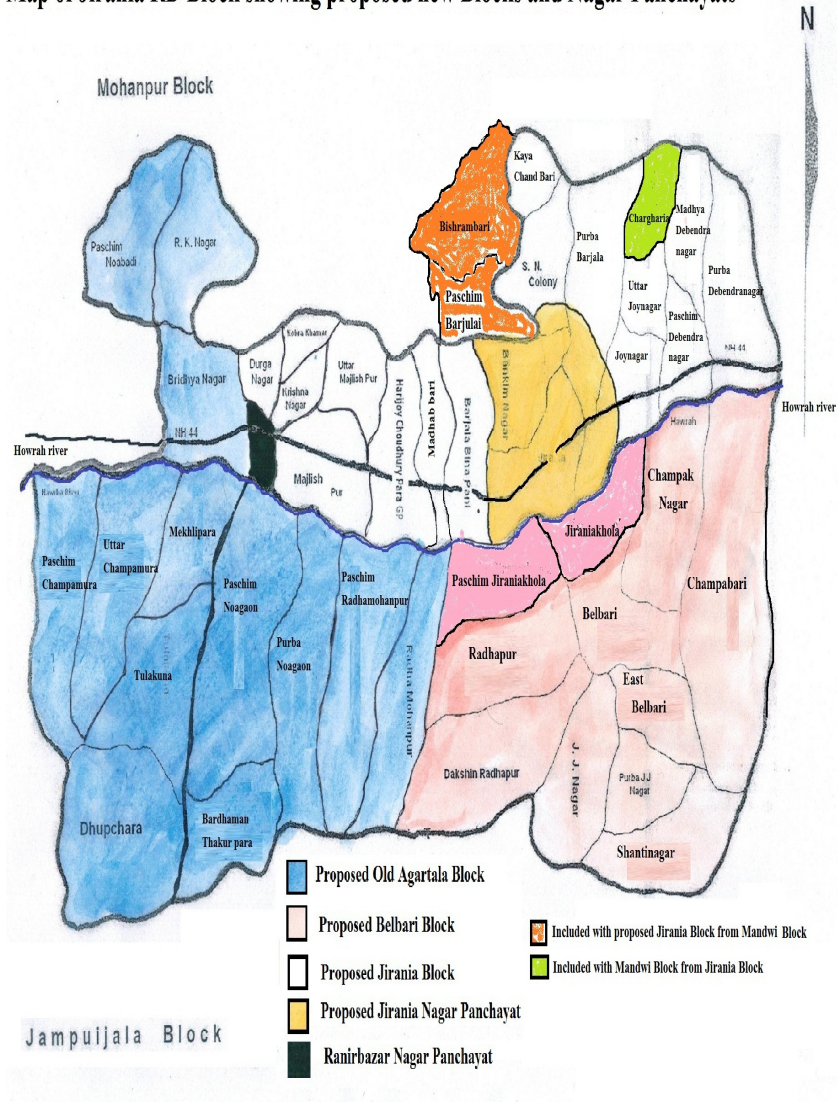 Map of Jirania RD Block showing proposed new Blocks and Nagar Panchayats
N
Mohanpur Block
Kaya
Chand Bari
Bishrambari
Chargharia
Madhya
Debendra
nagar
Paschim
Noabadi
R. K. Nagar
Purba
Barjala
S. N.
Colony
Purba
Debendranagar
Uttar
Joynagar
Paschim
Barjulai
Paschim
Debendra
nagar
Kobra Khamar
Durga
Nagar
Uttar
Majlish Pur
Krishna
Nagar
Bridhya Nagar
Harijoy Choudhury Para GP
Madhab bari
Barjala Bina Pani
Bankim Nagar
Joynagar
NH 44
Howrah river
NH 44
Howrah river
Howrah
Majlish
Pur
Champak
Nagar
Jiraniakhola
Paschim
Champamura
Uttar
Champamura
Mekhlipara
Paschim
Noagaon
Paschim
Radhamohanpur
Paschim Jiraniakhola
Champabari
Belbari
Purba
Noagaon
Radha Mohanpur
Radhapur
Tulakuna
East
Belbari
J. J. Nagar
Dakshin Radhapur
Purba J.J
Nagar
Dhupchara
Bardhaman
Thakur para
Shantinagar
Proposed Old Agartala Block
Proposed Belbari Block
Proposed Jirania Block
Proposed Jirania Nagar Panchayat
Ranirbazar Nagar Panchayat
Included with proposed Jirania Block from Mandwi Block
Included with Mandwi Block from Jirania Block
Jampuijala Block